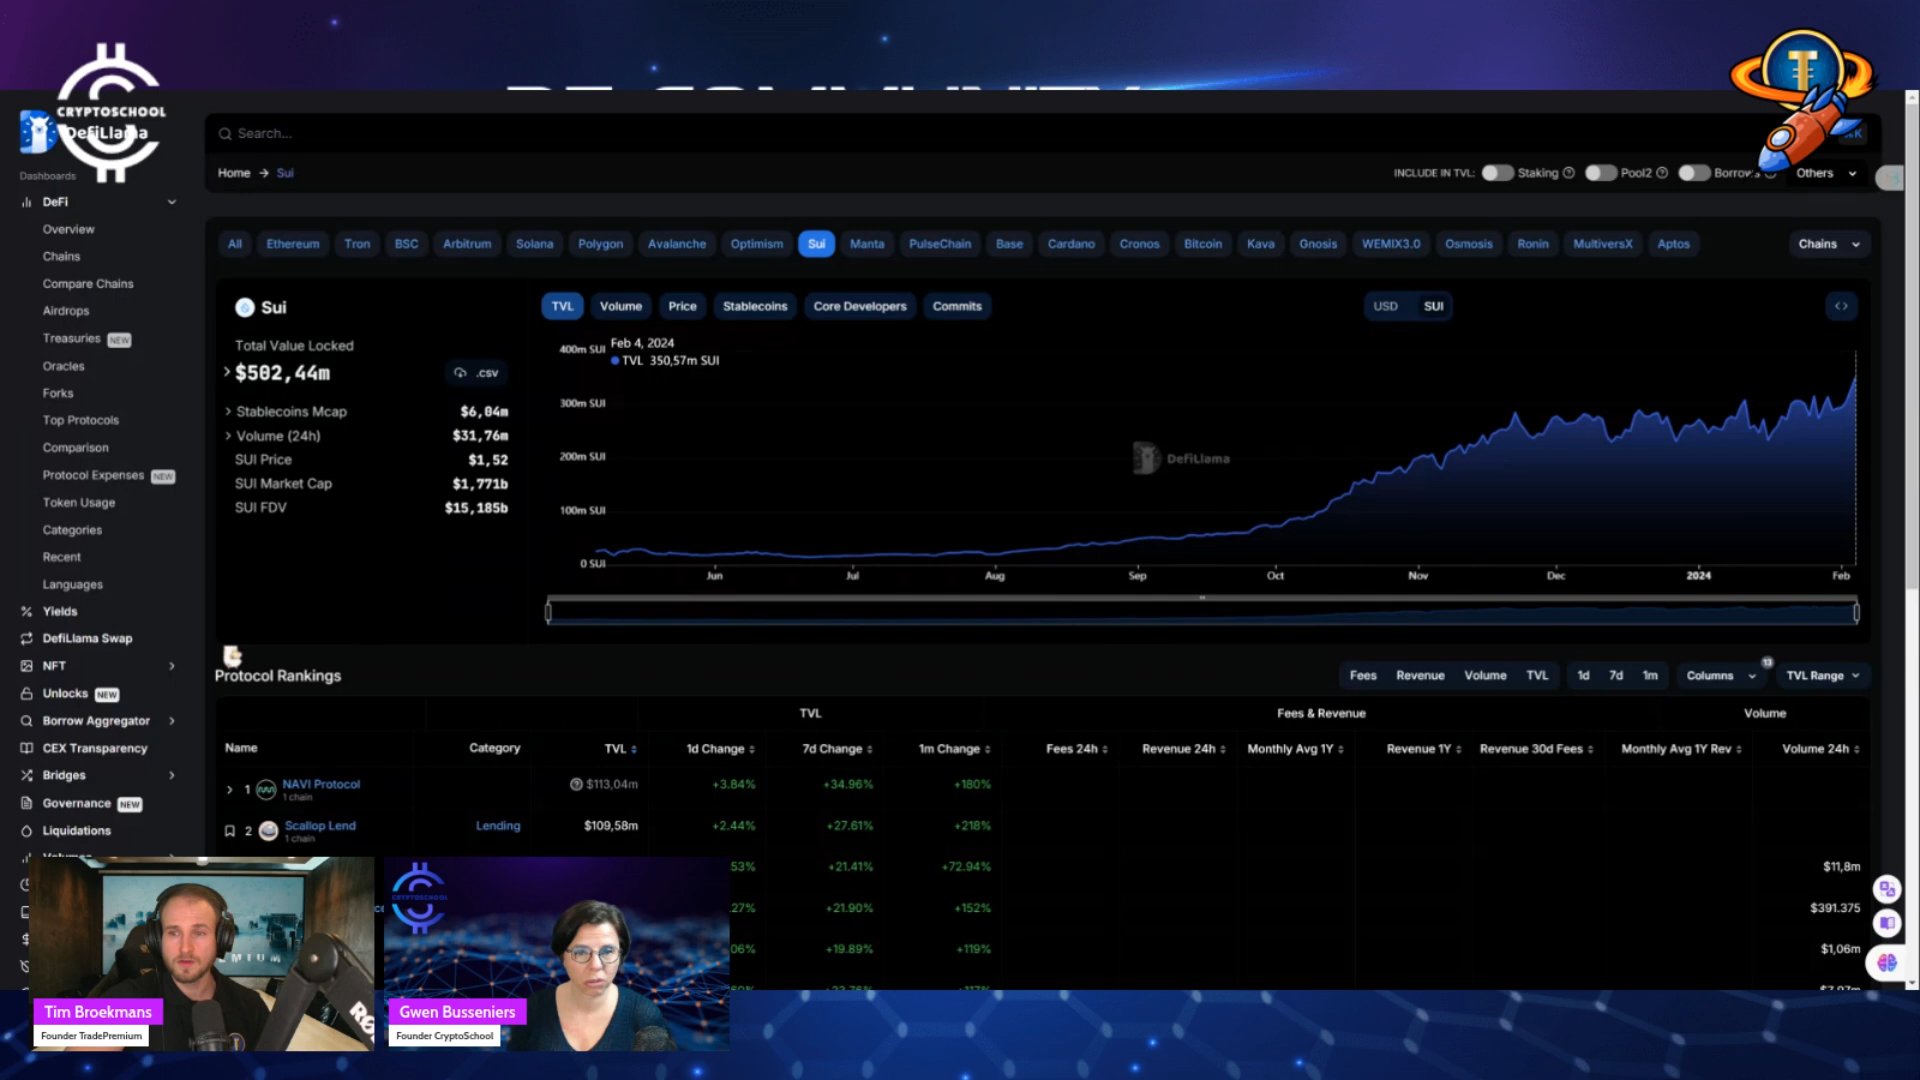 CRYPTOSCHOOL
DefiLlama
Search...
Dashboards
Home → Sui
INCLUDE IN TVL: Staking Pool2 Borrows Others
DeFi
Overview
Chains
Compare Chains
Airdrops
Treasuries NEW
Oracles
Forks
Top Protocols
Comparison
Protocol Expenses NEW
Token Usage
Categories
Recent
Languages
Yields
DefiLlama Swap
NFT
Unlocks NEW
Borrow Aggregator
CEX Transparency
Bridges
Governance NEW
Liquidations
All Ethereum Tron BSC Arbitrum Solana Polygon Avalanche Optimism Sui Manta PulseChain Base Cardano Cronos Bitcoin Kava Gnosis WEMIX3.0 Osmosis Ronin MultiversX Aptos Chains
Sui
Total Value Locked
$502,44m .csv
Stablecoins Mcap $6,04m
Volume (24h) $31,76m
SUI Price $1,52
SUI Market Cap $1,771b
SUI FDV $15,185b
TVL Volume Price Stablecoins Core Developers Commits USD SUI
Feb 4, 2024
TVL 350,57m SUI
400m SUI
300m SUI
200m SUI
100m SUI
0 SUI
DefiLlama
Jun Jul Aug Sep Oct Nov Dec 2024 Feb
Protocol Rankings
Fees Revenue Volume TVL 1d 7d 1m Columns 13 TVL Range
TVL Fees & Revenue Volume
Name Category TVL 1d Change 7d Change 1m Change Fees 24h Revenue 24h Monthly Avg 1Y Revenue 1Y Revenue 30d Fees Monthly Avg 1Y Rev Volume 24h
1 NAVI Protocol $113,04m +3.84% +34.96% +180%
1 chain
2 Scallop Lend Lending $109,58m +2.44% +27.61% +218%
1 chain
53% +21.41% +72.94% $11,8m
27% +21.90% +152% $391.375
06% +19.89% +119% $1,06m
CRYPTOSCHOOL
Tim Broekmans
Founder TradePremium
Gwen Busseniers
Founder CryptoSchool